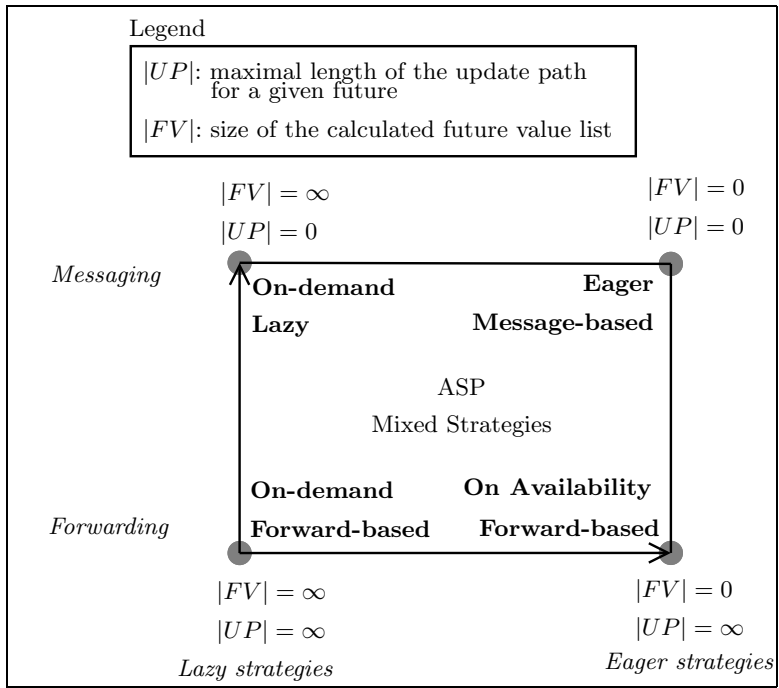 Legend
|UP|: maximal length of the update path
for a given future
|FV|: size of the calculated future value list
|FV| = ∞
|UP| = 0
|FV| = 0
|UP| = 0
Messaging
On-demand
Lazy
Eager
Message-based
ASP
Mixed Strategies
On-demand
Forward-based
On Availability
Forward-based
Forwarding
|FV| = ∞
|UP| = ∞
Lazy strategies
|FV| = 0
|UP| = ∞
Eager strategies